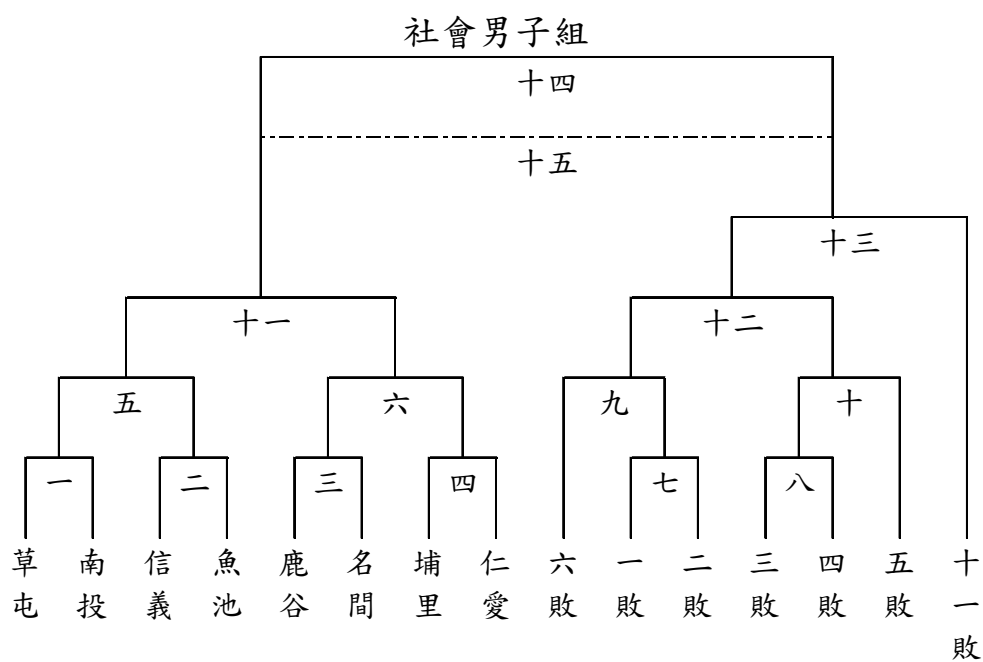 社會男子組
十四
十五
十三
十一 十二
五 六 九 十
一 二 三 四 七 八
草屯 南投 信義 魚池 鹿谷 名間 埔里 仁愛 六敗 一敗 二敗 三敗 四敗 五敗 十一敗